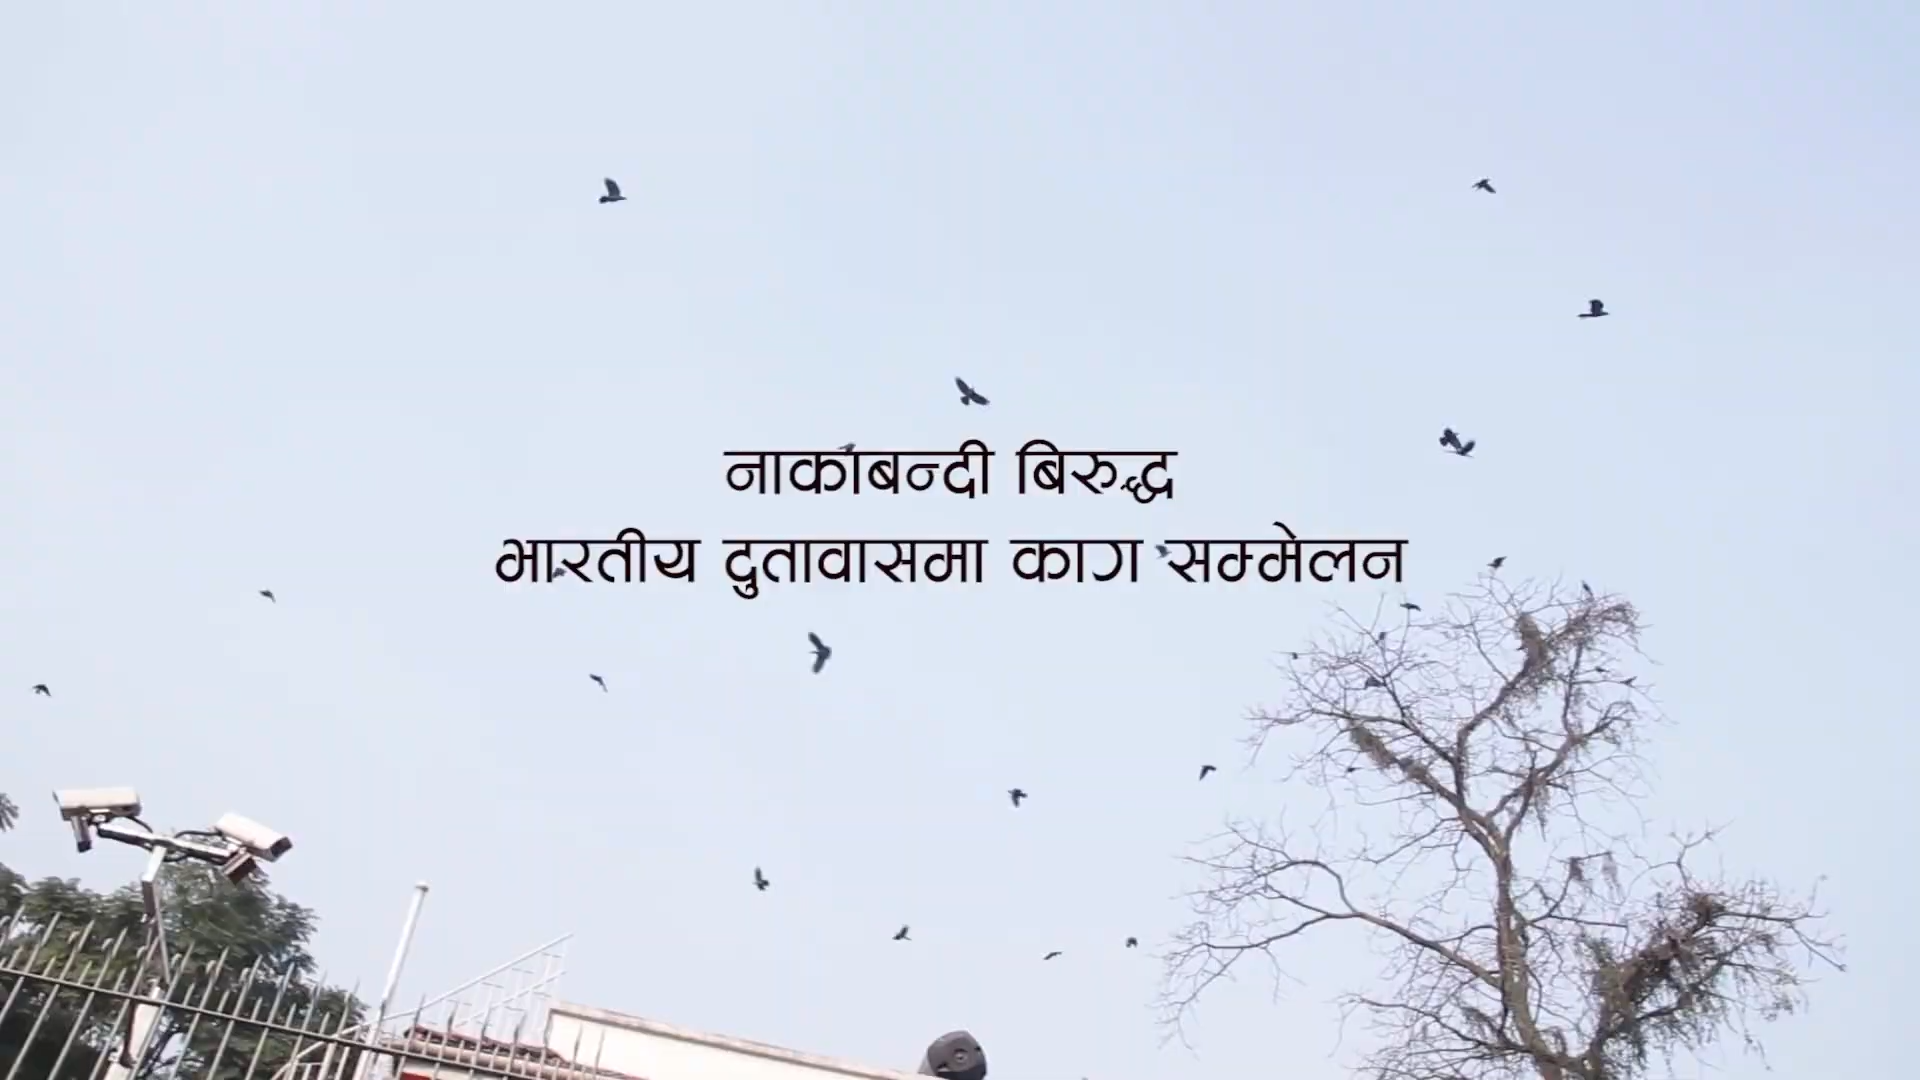 नाकाबन्दी बिरुद्ध
भारतीय दुतावासमा काग सम्मेलन